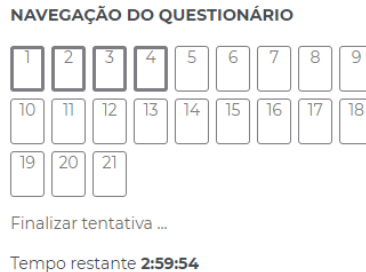 NAVEGAÇÃO DO QUESTIONÁRIO
1 2 3 4 5 6 7 8 9
10 11 12 13 14 15 16 17 18
19 20 21
Finalizar tentativa ...
Tempo restante 2:59:54